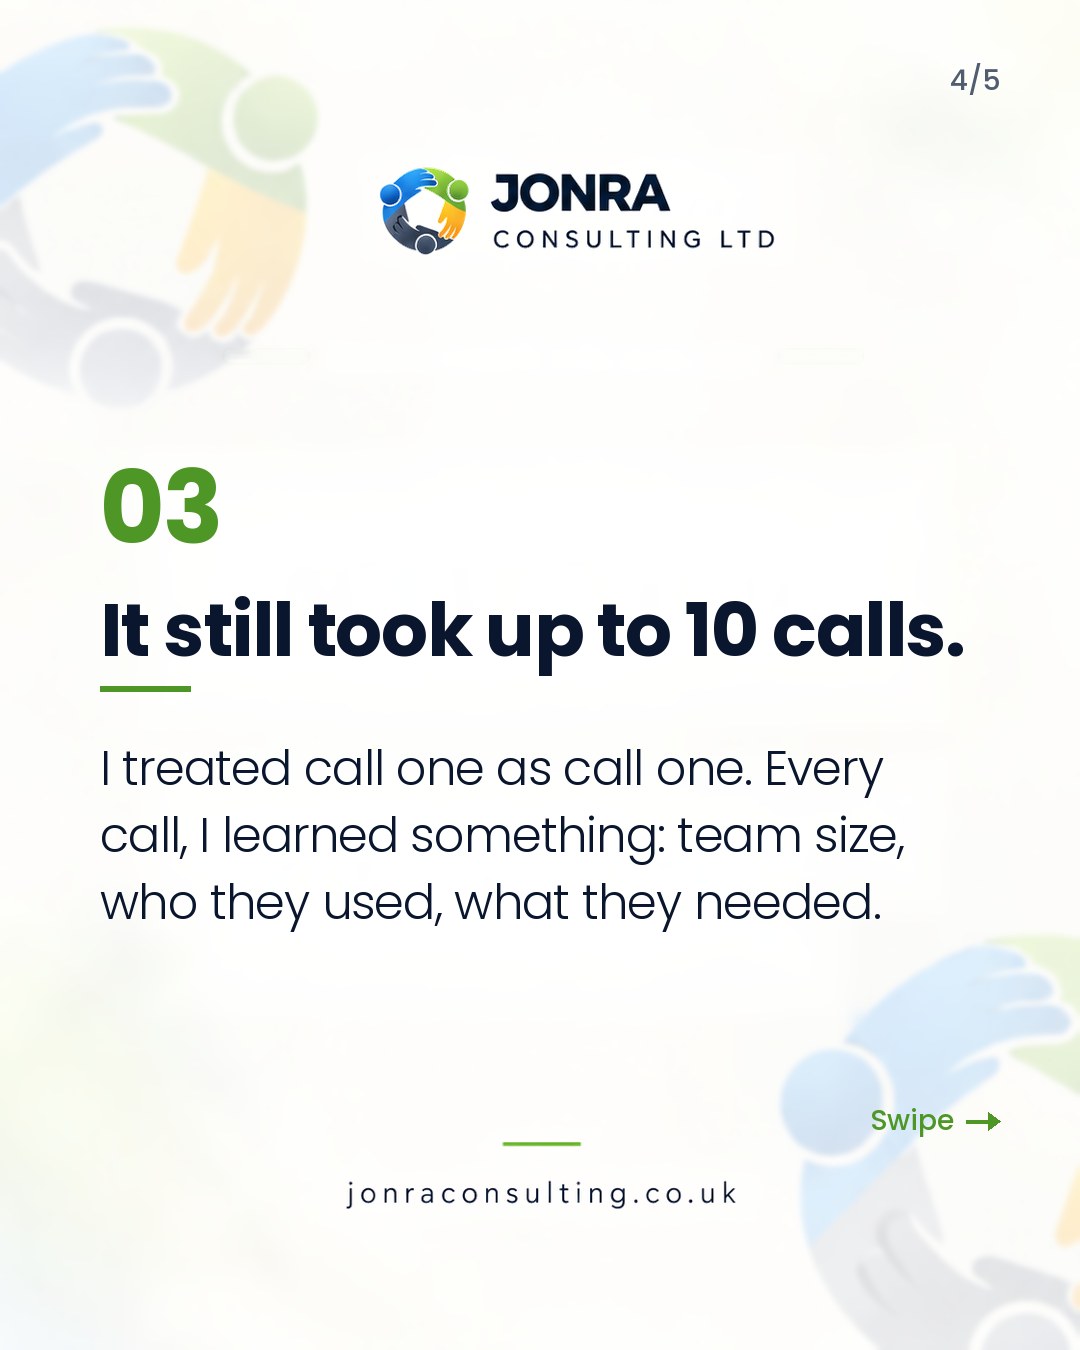 4/5
JONRA
CONSULTING LTD
03
It still took up to 10 calls.
I treated call one as call one. Every
call, I learned something: team size,
who they used, what they needed.
Swipe →
jonraconsulting.co.uk